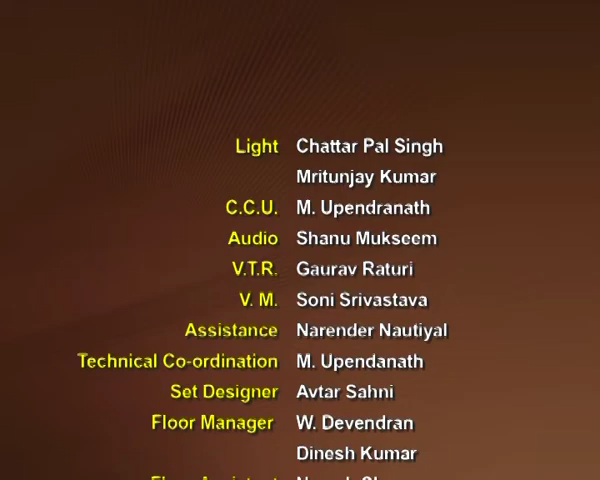 Light Chattar Pal Singh
Mritunjay Kumar
C.C.U. M. Upendranath
Audio Shanu Mukseem
V.T.R. Gaurav Raturi
V. M. Soni Srivastava
Assistance Narender Nautiyal
Technical Co-ordination M. Upendanath
Set Designer Avtar Sahni
Floor Manager W. Devendran
Dinesh Kumar